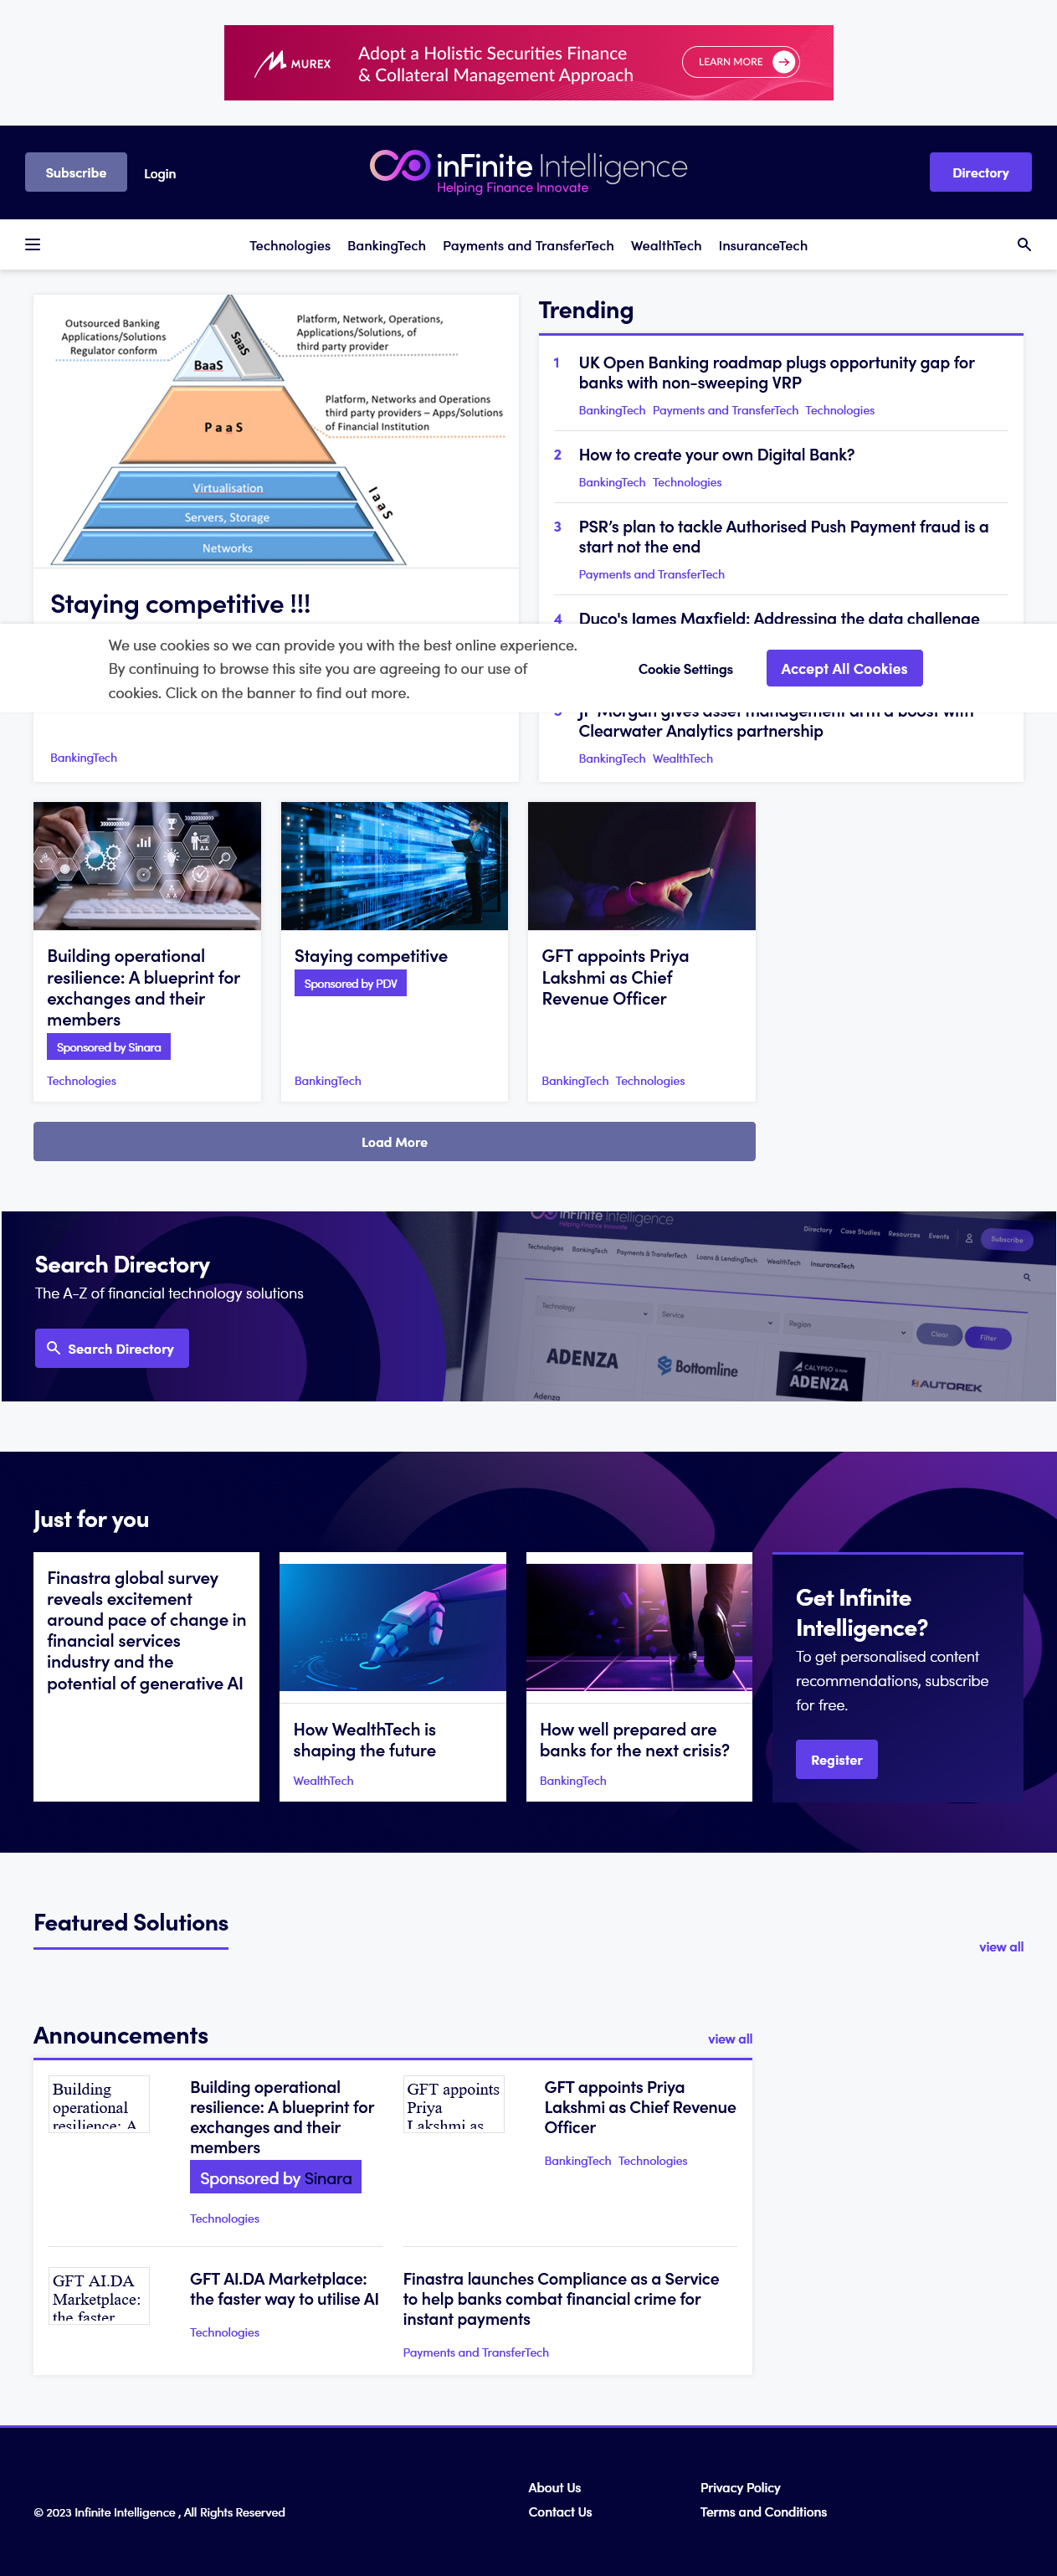 MUREX
Adopt a Holistic Securities Finance
& Collateral Management Approach
LEARN MORE
Subscribe
Login
inFinite Intelligence
Helping Finance Innovate
Directory
Technologies BankingTech Payments and TransferTech WealthTech InsuranceTech
Outsourced Banking
Applications/Solutions
Regulator conform
BaaS
SaaS
Platform, Network, Operations,
Applications/Solutions, of
third party provider
PaaS
Platform, Networks and Operations
third party providers – Apps/Solutions
of Financial Institution
Virtualisation
Servers, Storage
Networks
IaaS
Staying competitive !!!
BankingTech
Trending
1 UK Open Banking roadmap plugs opportunity gap for
banks with non-sweeping VRP
BankingTech Payments and TransferTech Technologies
2 How to create your own Digital Bank?
BankingTech Technologies
3 PSR’s plan to tackle Authorised Push Payment fraud is a
start not the end
Payments and TransferTech
4 Duco's James Maxfield: Addressing the data challenge
We use cookies so we can provide you with the best online experience.
By continuing to browse this site you are agreeing to our use of
cookies. Click on the banner to find out more.
Cookie Settings
Accept All Cookies
5 JP Morgan gives asset management arm a boost with
Clearwater Analytics partnership
BankingTech WealthTech
Building operational
resilience: A blueprint for
exchanges and their
members
Sponsored by Sinara
Technologies
Staying competitive
Sponsored by PDV
BankingTech
GFT appoints Priya
Lakshmi as Chief
Revenue Officer
BankingTech Technologies
Load More
Search Directory
The A-Z of financial technology solutions
Search Directory
inFinite Intelligence
Helping Finance Innovate
Directory Case Studies Resources Events Subscribe
Technologies BankingTech Payments & TransferTech Loans & LendingTech WealthTech InsuranceTech
Technology Service Region Clear Filter
ADENZA
Bottomline
CALYPSO is now
ADENZA
AUTOREK
Adenza
Just for you
Finastra global survey
reveals excitement
around pace of change in
financial services
industry and the
potential of generative AI
How WealthTech is
shaping the future
WealthTech
How well prepared are
banks for the next crisis?
BankingTech
Get Infinite
Intelligence?
To get personalised content
recommendations, subscribe
for free.
Register
Featured Solutions
view all
Announcements
view all
Building
operational
resilience: A
Building operational
resilience: A blueprint for
exchanges and their
members
Sponsored by Sinara
Technologies
GFT appoints
Priya
Lakshmi as
GFT appoints Priya
Lakshmi as Chief Revenue
Officer
BankingTech Technologies
GFT AI.DA
Marketplace:
the faster
GFT AI.DA Marketplace:
the faster way to utilise AI
Technologies
Finastra launches Compliance as a Service
to help banks combat financial crime for
instant payments
Payments and TransferTech
© 2023 Infinite Intelligence , All Rights Reserved
About Us
Contact Us
Privacy Policy
Terms and Conditions